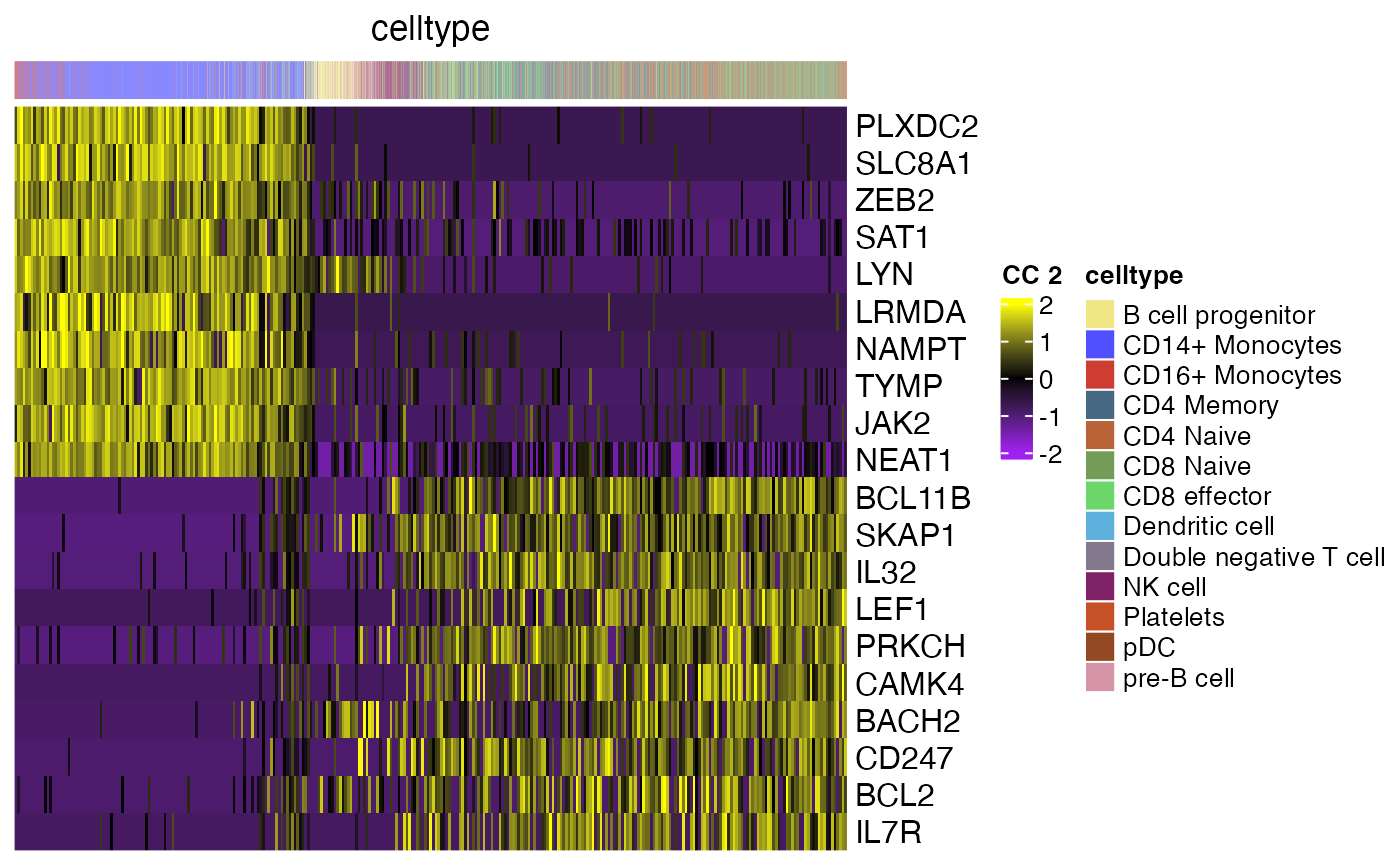 celltype
PLXDC2
SLC8A1
ZEB2
SAT1
LYN
LRMDA
NAMPT
TYMP
JAK2
NEAT1
BCL11B
SKAP1
IL32
LEF1
PRKCH
CAMK4
BACH2
CD247
BCL2
IL7R
CC 2
2
1
0
-1
-2
celltype
B cell progenitor
CD14+ Monocytes
CD16+ Monocytes
CD4 Memory
CD4 Naive
CD8 Naive
CD8 effector
Dendritic cell
Double negative T cell
NK cell
Platelets
pDC
pre-B cell